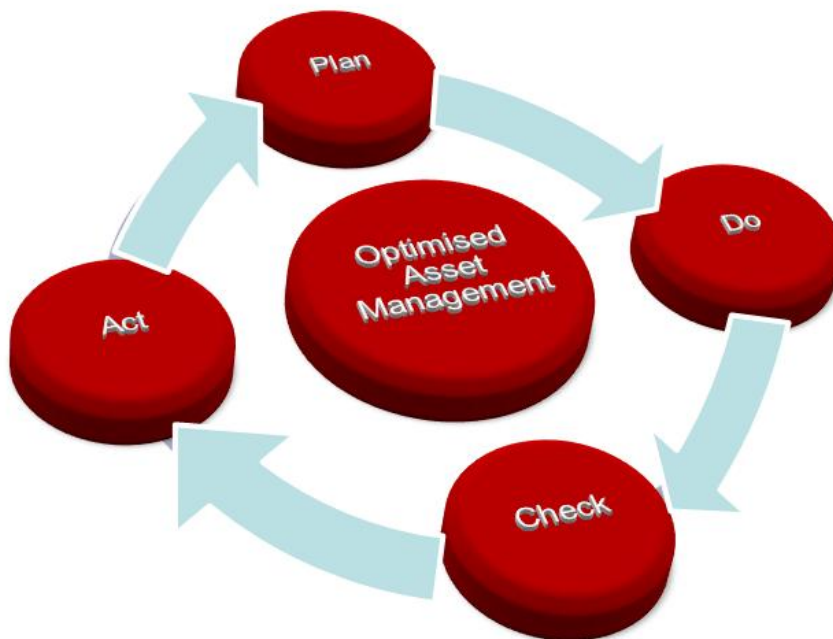 Plan
Do
Optimised
Asset
Management
Act
Check